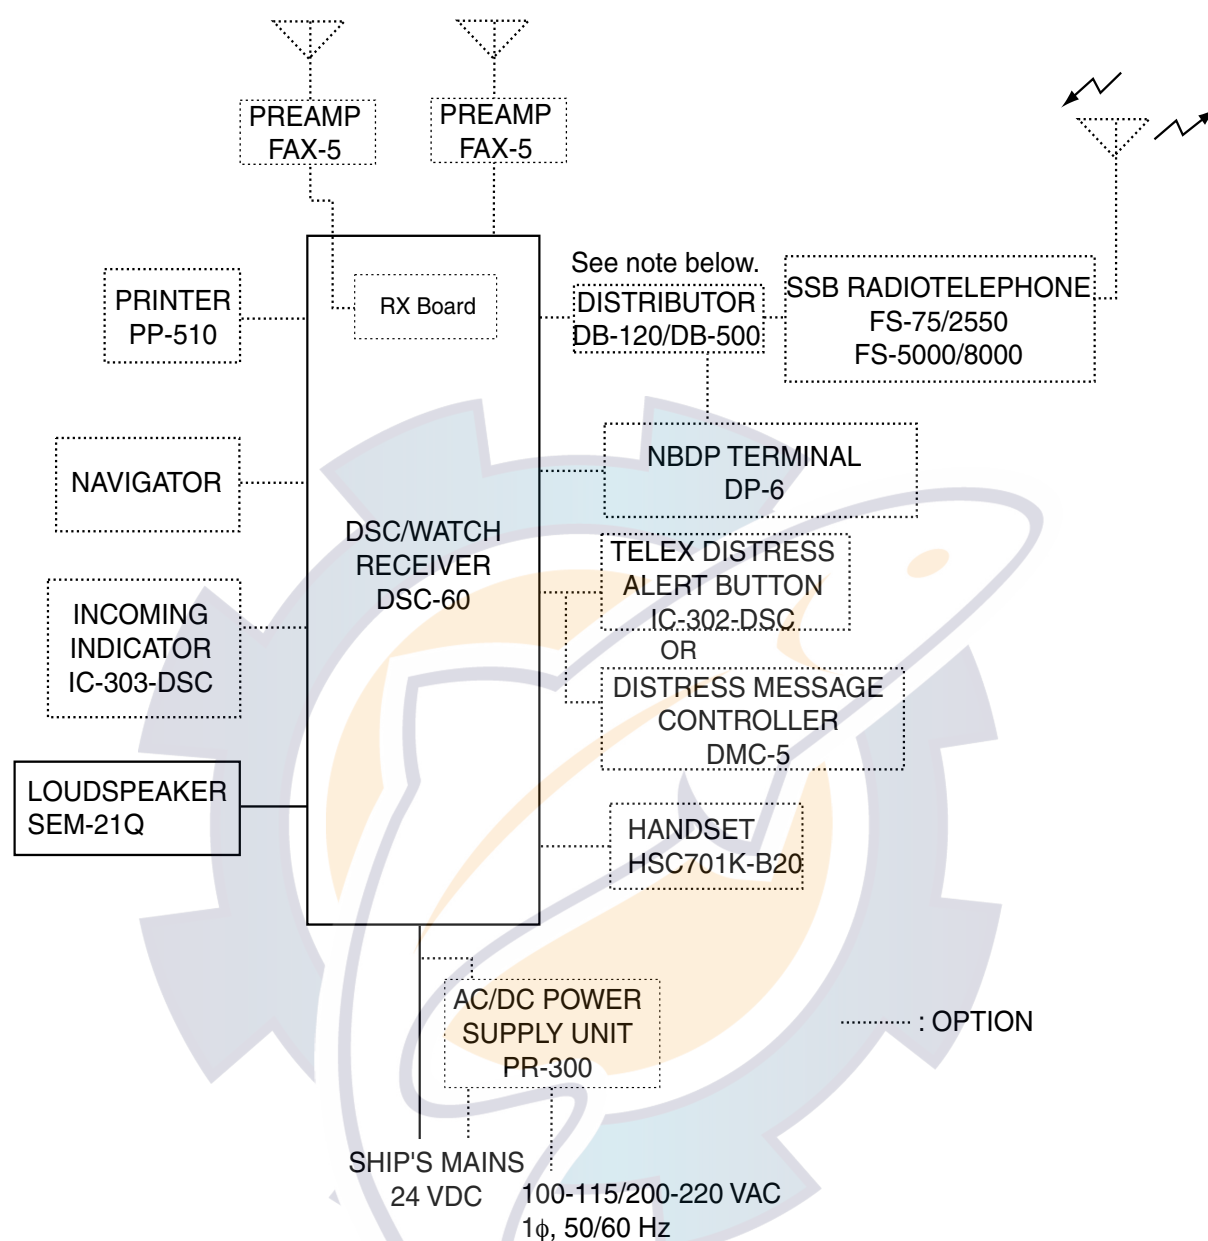 PREAMP
FAX-5
PREAMP
FAX-5
See note below.
PRINTER
PP-510
RX Board
DISTRIBUTOR
DB-120/DB-500
SSB RADIOTELEPHONE
FS-75/2550
FS-5000/8000
NAVIGATOR
NBDP TERMINAL
DP-6
DSC/WATCH
RECEIVER
DSC-60
TELEX DISTRESS
ALERT BUTTON
IC-302-DSC
OR
INCOMING
INDICATOR
IC-303-DSC
DISTRESS MESSAGE
CONTROLLER
DMC-5
LOUDSPEAKER
SEM-21Q
HANDSET
HSC701K-B20
AC/DC POWER
SUPPLY UNIT
PR-300
: OPTION
SHIP'S MAINS
24 VDC
100-115/200-220 VAC
1ϕ, 50/60 Hz